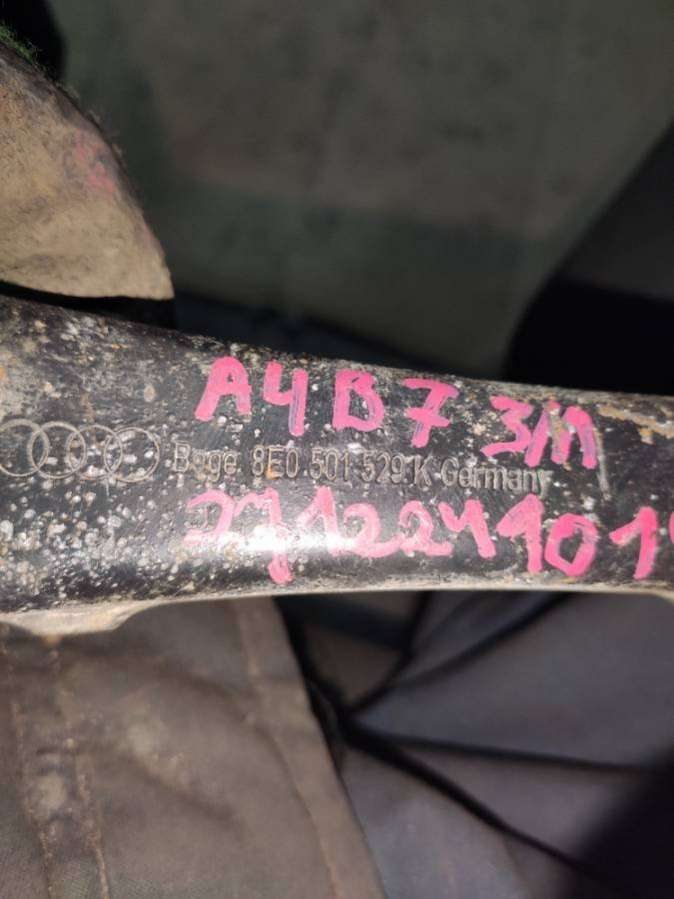 A4B7 3/П
Boge 8E0 501 529 K Germany
271224101